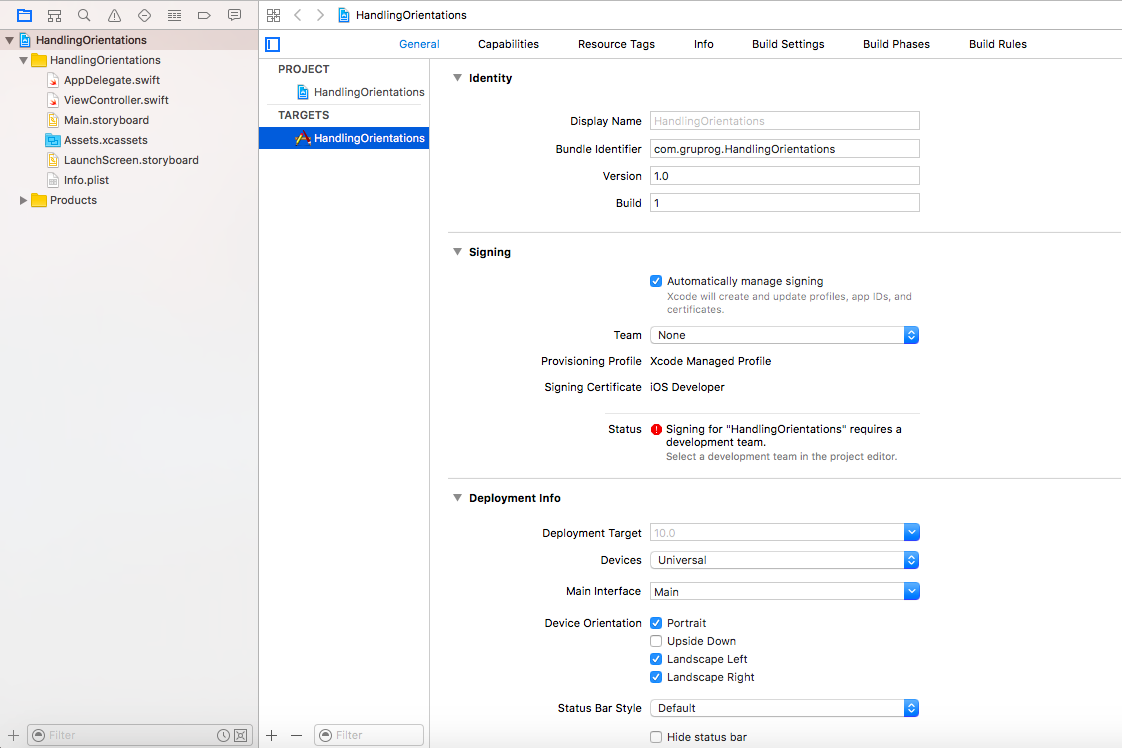 HandlingOrientations
HandlingOrientations
HandlingOrientations
AppDelegate.swift
ViewController.swift
Main.storyboard
Assets.xcassets
LaunchScreen.storyboard
Info.plist
Products
Filter
General Capabilities Resource Tags Info Build Settings Build Phases Build Rules
PROJECT
HandlingOrientations
TARGETS
HandlingOrientations
Filter
Identity
Display Name HandlingOrientations
Bundle Identifier com.gruprog.HandlingOrientations
Version 1.0
Build 1
Signing
Automatically manage signing
Xcode will create and update profiles, app IDs, and
certificates.
Team None
Provisioning Profile Xcode Managed Profile
Signing Certificate iOS Developer
Status Signing for "HandlingOrientations" requires a
development team.
Select a development team in the project editor.
Deployment Info
Deployment Target 10.0
Devices Universal
Main Interface Main
Device Orientation Portrait
Upside Down
Landscape Left
Landscape Right
Status Bar Style Default
Hide status bar